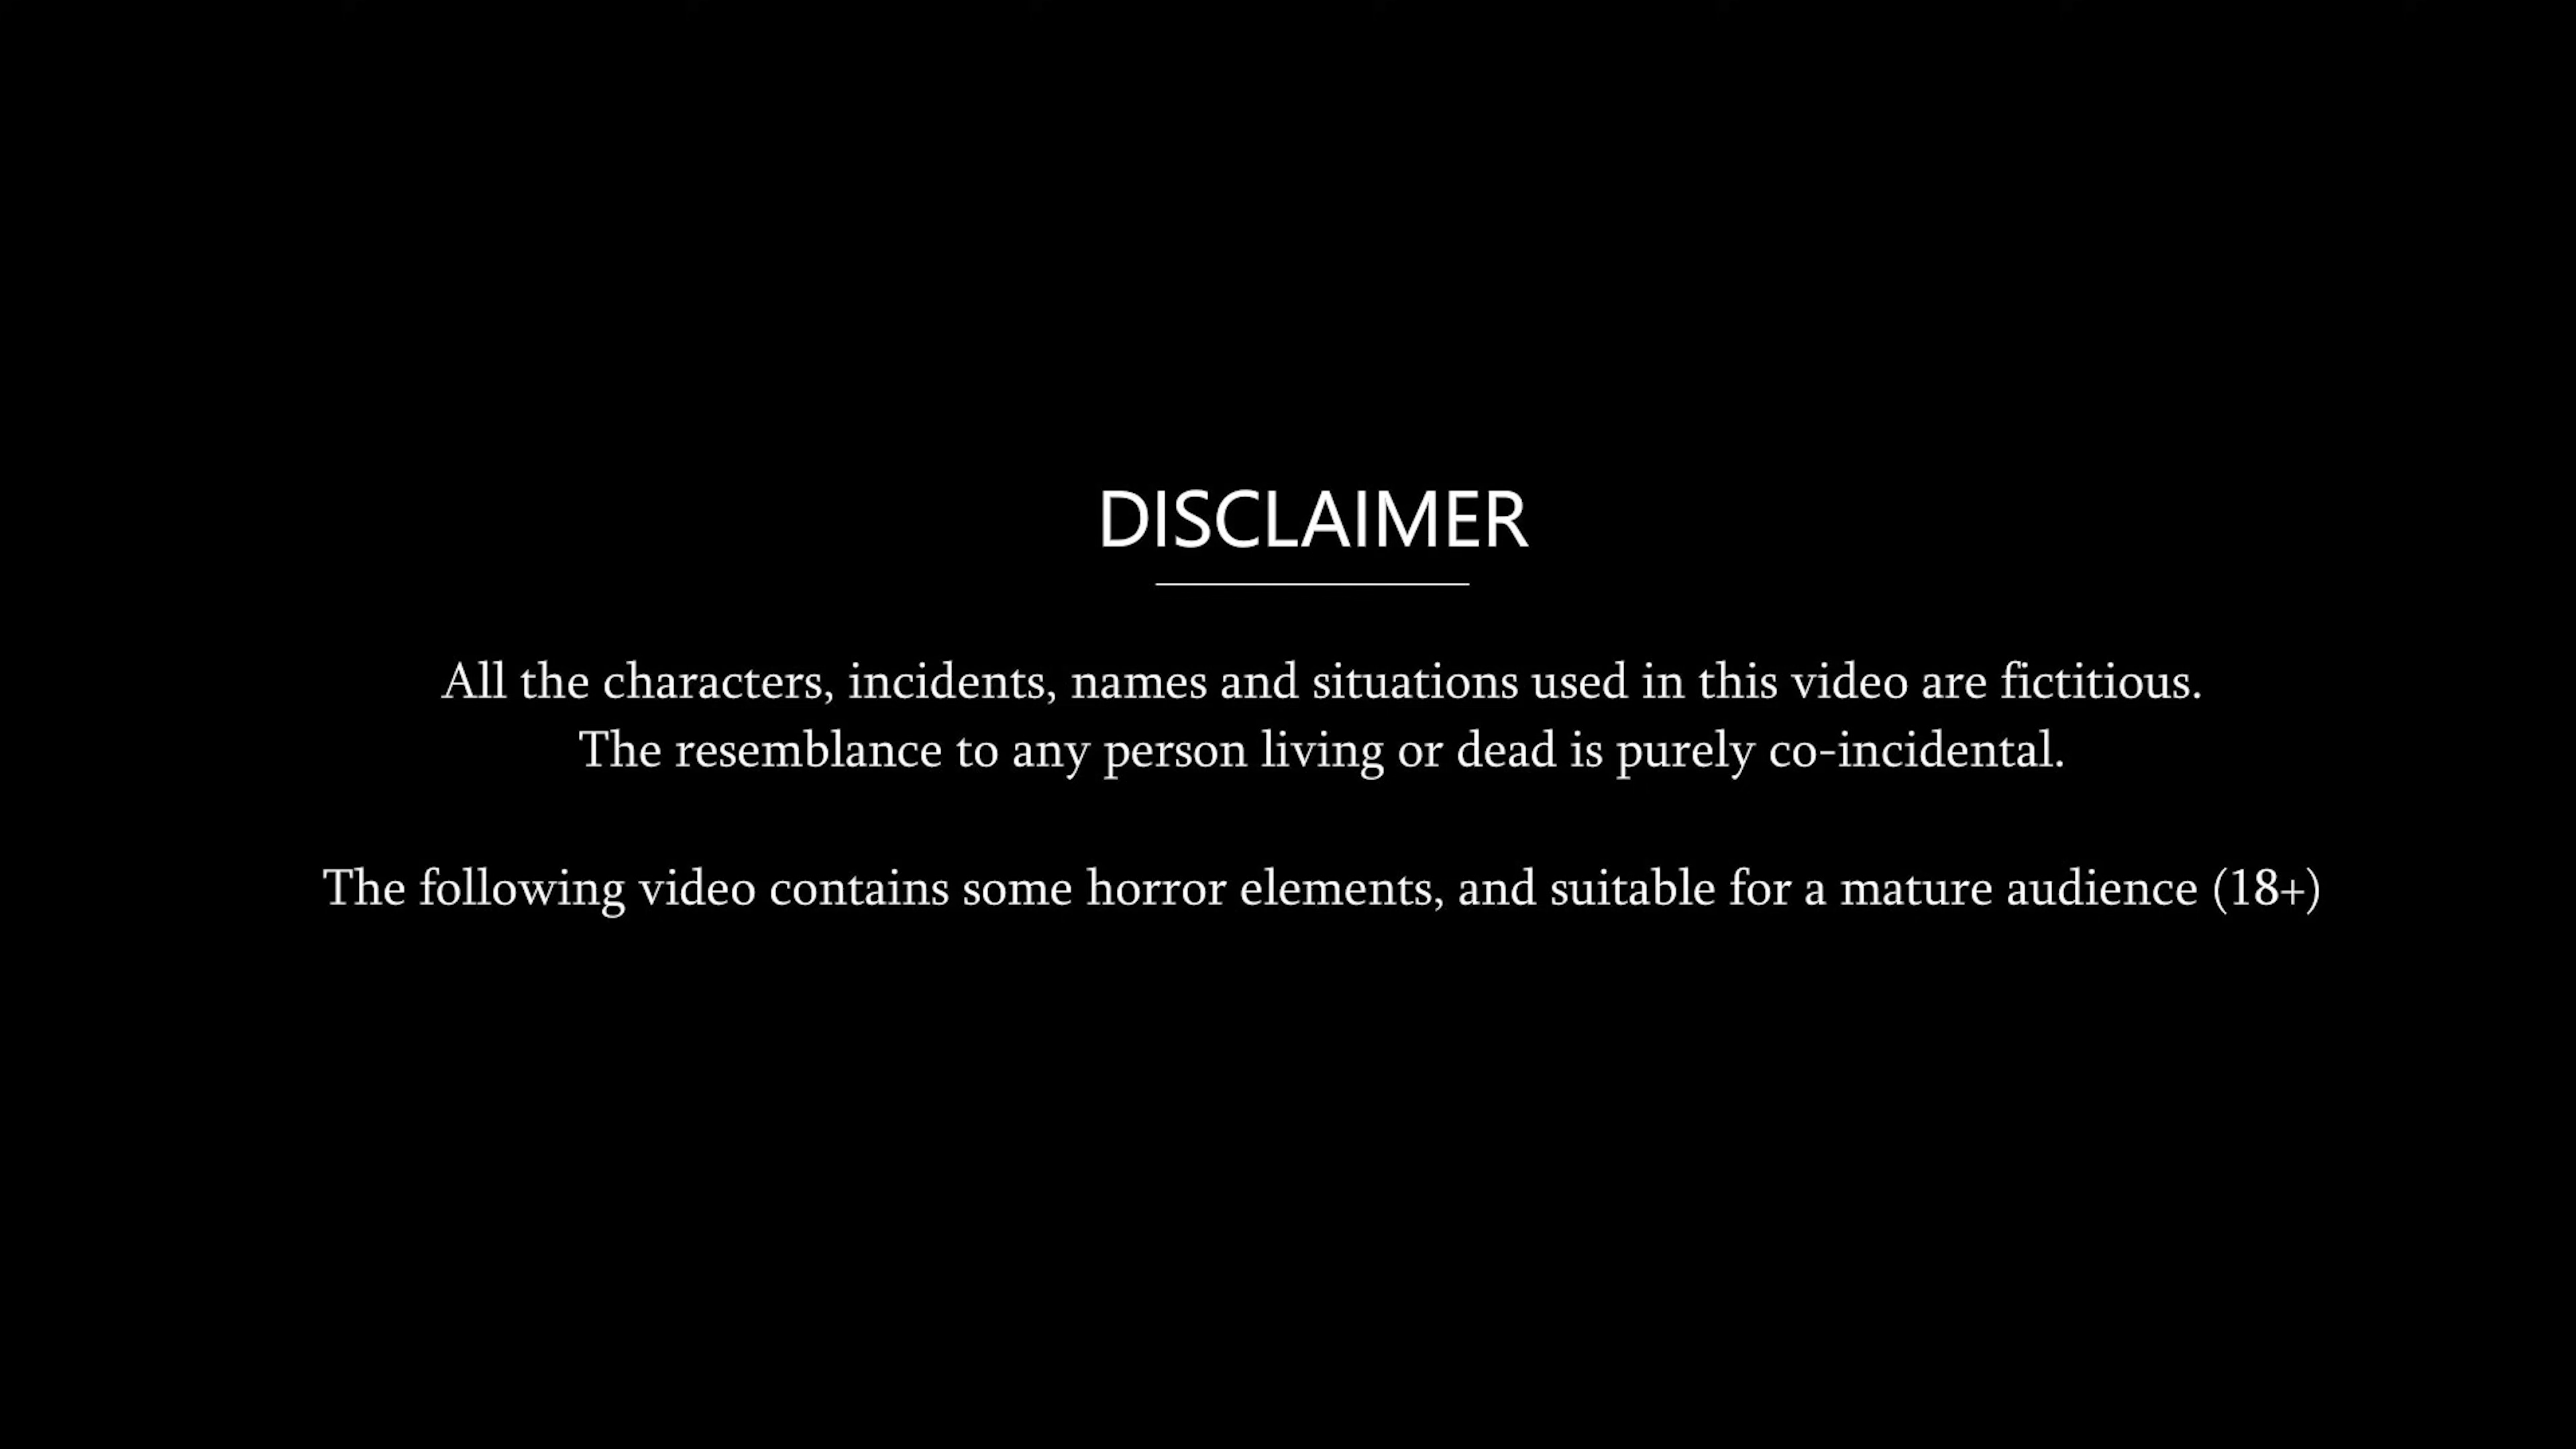 DISCLAIMER
All the characters, incidents, names and situations used in this video are fictitious.
The resemblance to any person living or dead is purely co-incidental.
The following video contains some horror elements, and suitable for a mature audience (18+)